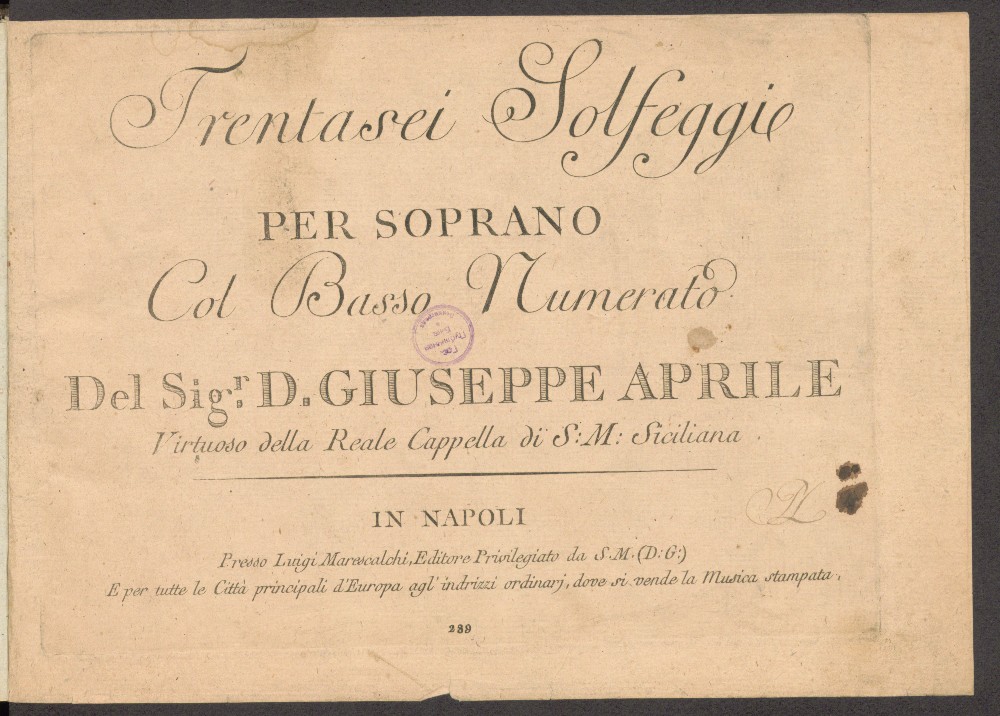 Trentasei Solfeggi
PER SOPRANO
Col Basso Numerato
Del Sig:r D. GIUSEPPE APRILE
Virtuoso della Reale Cappella di S: M: Siciliana.
IN NAPOLI
Presso Luigi Marescalchi, Editore Privilegiato da S. M. (D: G:)
E per tutte le Città principali d'Europa agl' indrizzi ordinarj, dove si vende la Musica stampata.
289